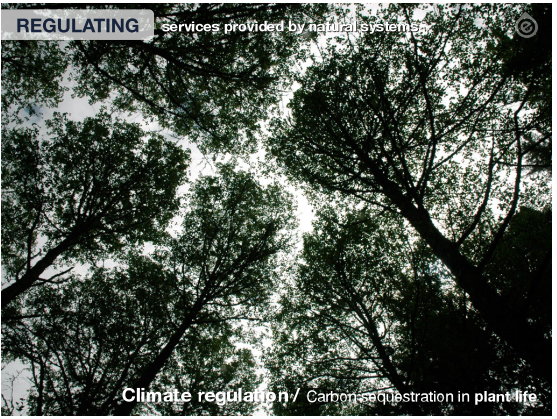 REGULATING services provided by natural systems
Climate regulation / Carbon sequestration in plant life